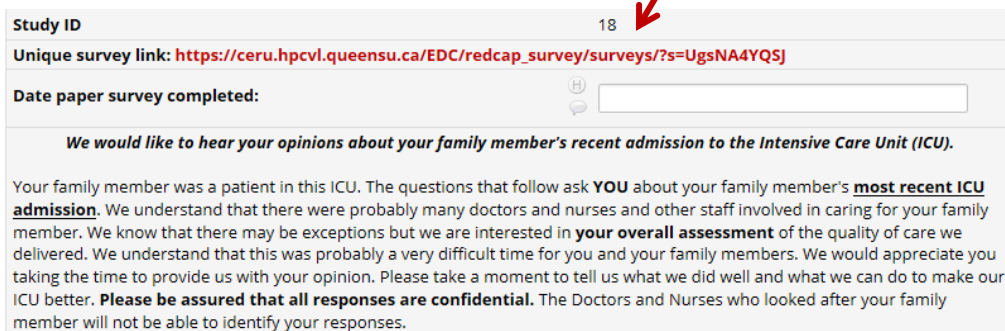 Study ID 18
Unique survey link: https://ceru.hpcvl.queensu.ca/EDC/redcap_survey/surveys/?s=UgsNA4YQSJ
Date paper survey completed: H
We would like to hear your opinions about your family member's recent admission to the Intensive Care Unit (ICU).
Your family member was a patient in this ICU. The questions that follow ask YOU about your family member's most recent ICU
admission. We understand that there were probably many doctors and nurses and other staff involved in caring for your family
member. We know that there may be exceptions but we are interested in your overall assessment of the quality of care we
delivered. We understand that this was probably a very difficult time for you and your family members. We would appreciate you
taking the time to provide us with your opinion. Please take a moment to tell us what we did well and what we can do to make our
ICU better. Please be assured that all responses are confidential. The Doctors and Nurses who looked after your family
member will not be able to identify your responses.